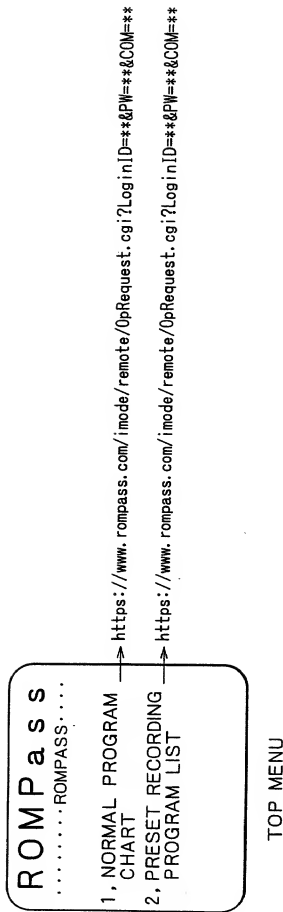 ROMPass
........ROMPASS....
1, NORMAL PROGRAM → https://www.rompass.com/imode/remote/OpRequest.cgi?LoginID=**&PW=**&COM=**
CHART
2, PRESET RECORDING → https://www.rompass.com/imode/remote/OpRequest.cgi?LoginID=**&PW=**&COM=**
PROGRAM LIST
TOP MENU